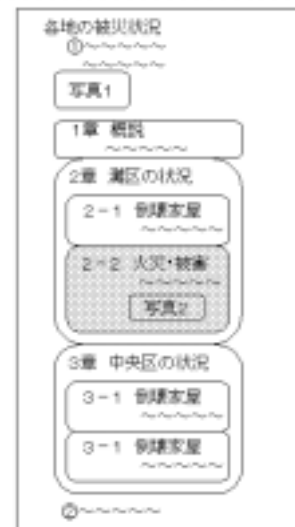 各地の被災状況
①～～～～～
～～～～～
写真1
1章 概説
～～～～～
2章 灘区の状況
2-1 倒壊家屋
～～～～～
2-2 火災・被害
～～～～～
写真2
3章 中央区の状況
3-1 倒壊家屋
～～～～～
3-1 倒壊家屋
～～～～～
②～～～～～